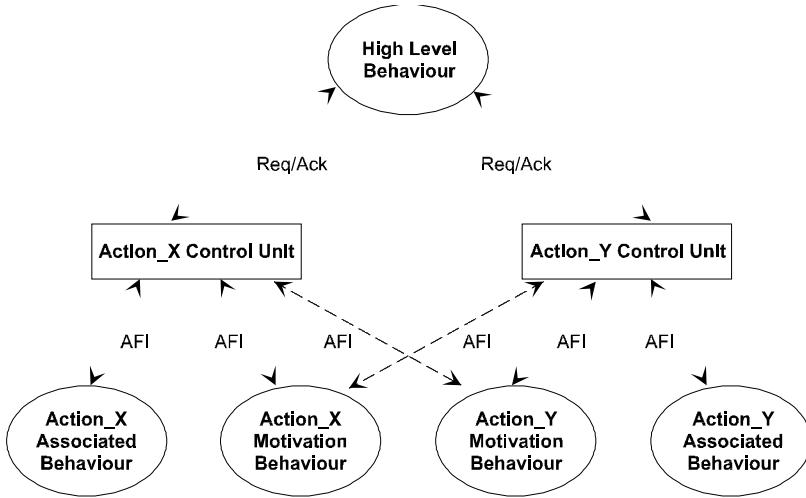 High Level
Behaviour
Req/Ack
Req/Ack
Action_X Control Unit
Action_Y Control Unit
AFI
AFI
AFI
AFI
AFI
AFI
Action_X
Associated
Behaviour
Action_X
Motivation
Behaviour
Action_Y
Motivation
Behaviour
Action_Y
Associated
Behaviour